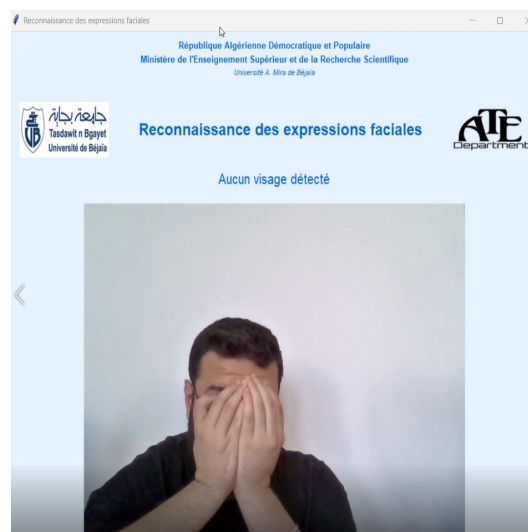 Reconnaissance des expressions faciales
République Algérienne Démocratique et Populaire
Ministère de l'Enseignement Supérieur et de la Recherche Scientifique
Université A. Mira de Béjaïa
جامعة بجاية
Tasdawit n Bgayet
Université de Béjaïa
Reconnaissance des expressions faciales
ATE
Department
Aucun visage détecté